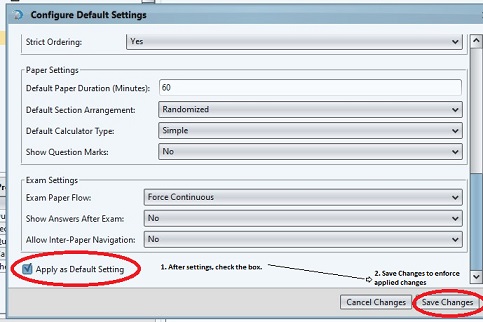 Configure Default Settings
Strict Ordering: Yes
Paper Settings
Default Paper Duration (Minutes): 60
Default Section Arrangement: Randomized
Default Calculator Type: Simple
Show Question Marks: No
Exam Settings
Exam Paper Flow: Force Continuous
Show Answers After Exam: No
Allow Inter-Paper Navigation: No
Apply as Default Setting
1. After settings, check the box.
2. Save Changes to enforce
applied changes
Cancel Changes Save Changes